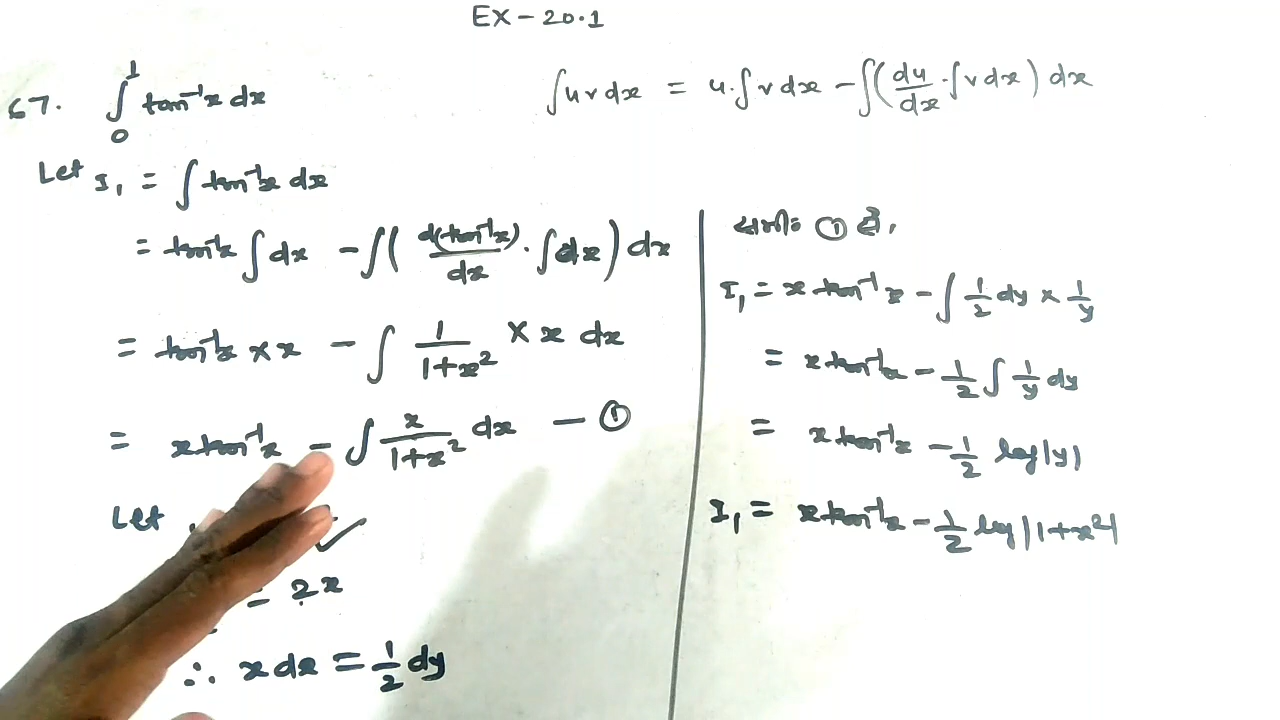 EX - 20.1
67. ∫₀¹ tan⁻¹x dx
∫uv dx = u.∫v dx - ∫(du/dx . ∫v dx) dx
Let I₁ = ∫ tan⁻¹x dx
= tan⁻¹x ∫ dx - ∫( d(tan⁻¹x)/dx . ∫dx ) dx
= tan⁻¹x × x - ∫ 1/(1+x²) × x dx
= x tan⁻¹x - ∫ x/(1+x²) dx - ①
Let
= 2x
∴ x dx = 1/2 dy
समी॰ ① से,
I₁ = x tan⁻¹x - ∫ 1/2 dy × 1/y
= x tan⁻¹x - 1/2 ∫ 1/y dy
= x tan⁻¹x - 1/2 log|y|
I₁ = x tan⁻¹x - 1/2 log|1+x²|